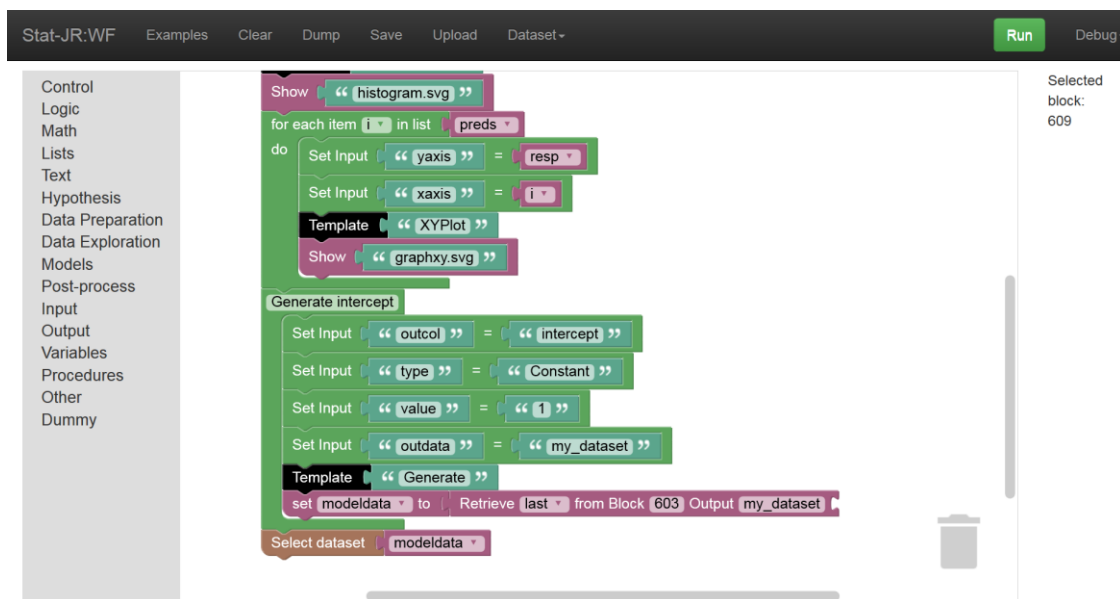 Stat-JR:WF Examples Clear Dump Save Upload Dataset Run Debug
Control
Logic
Math
Lists
Text
Hypothesis
Data Preparation
Data Exploration
Models
Post-process
Input
Output
Variables
Procedures
Other
Dummy
Show “ histogram.svg ”
for each item i in list preds
do Set Input “ yaxis ” = resp
Set Input “ xaxis ” = i
Template “ XYPlot ”
Show “ graphxy.svg ”
Generate intercept
Set Input “ outcol ” = “ intercept ”
Set Input “ type ” = “ Constant ”
Set Input “ value ” = “ 1 ”
Set Input “ outdata ” = “ my_dataset ”
Template “ Generate ”
set modeldata to Retrieve last from Block 603 Output my_dataset
Select dataset modeldata
Selected
block:
609